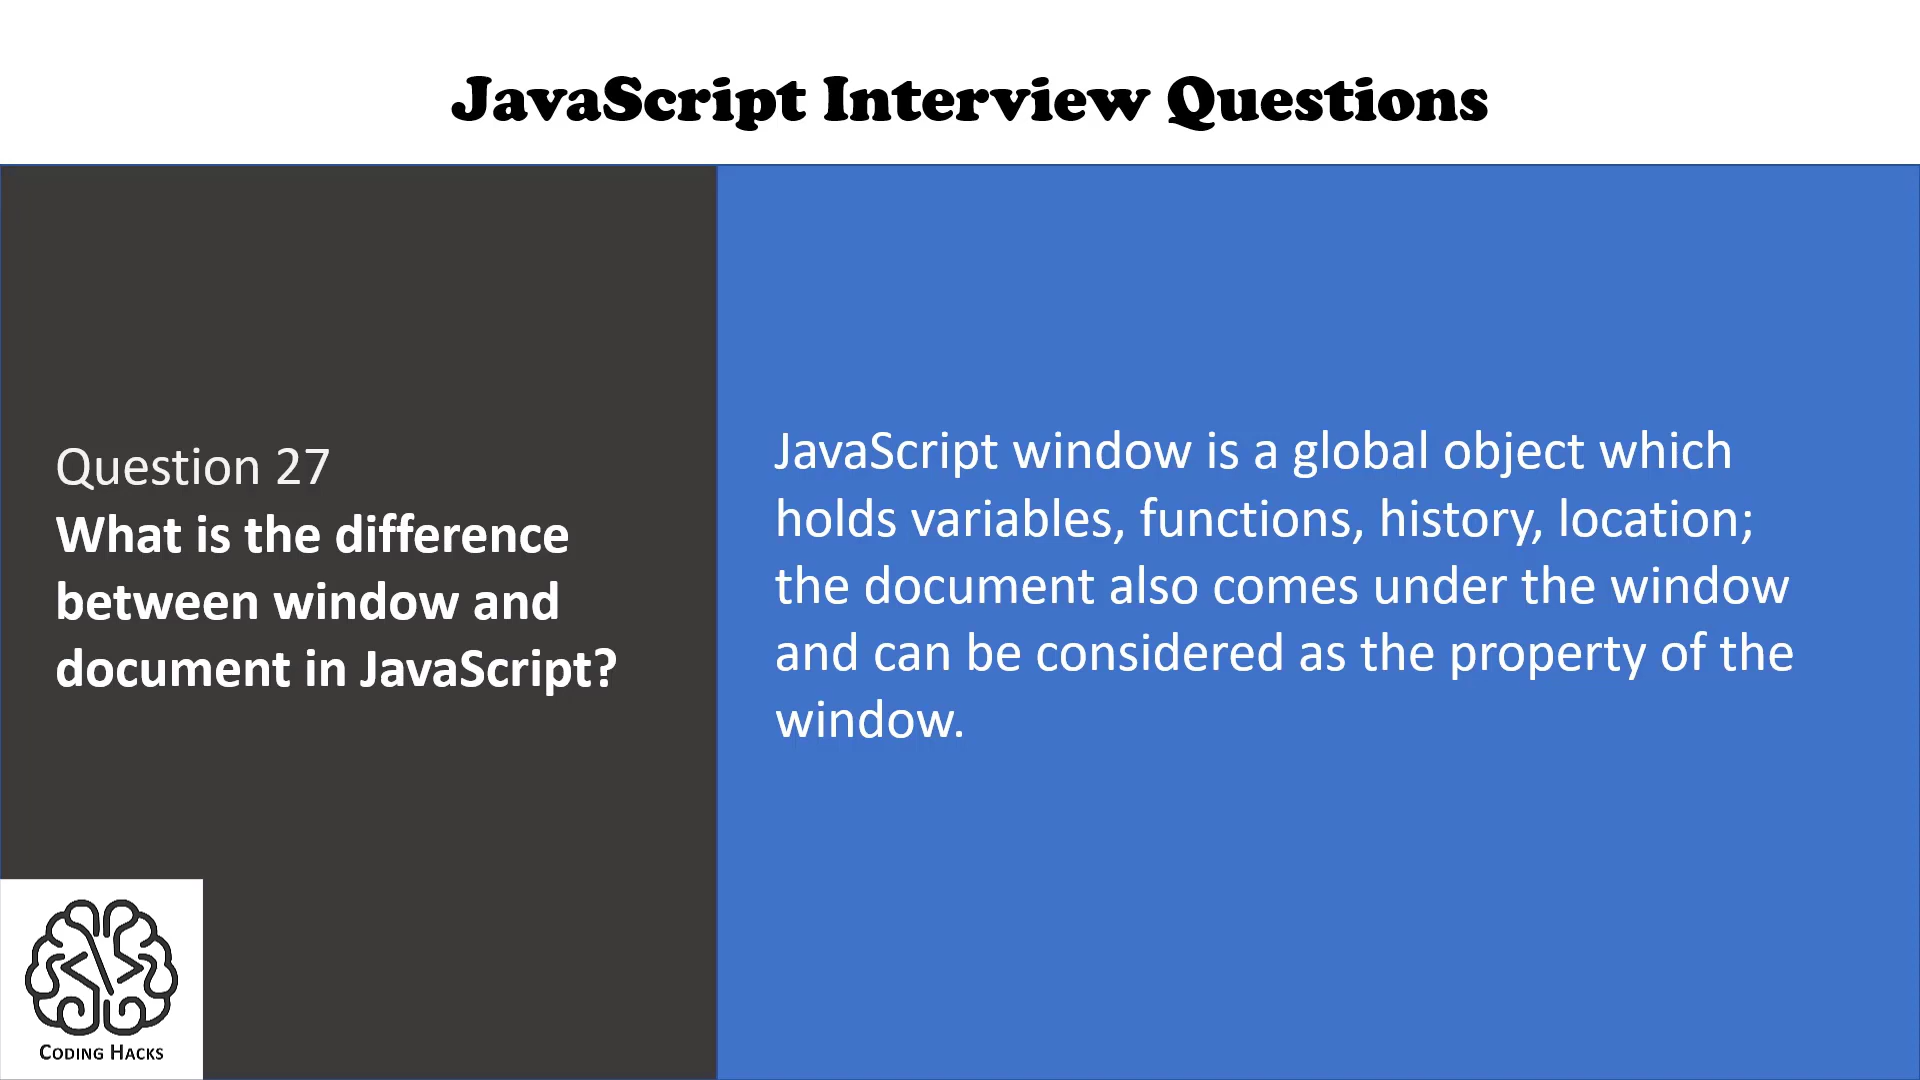 JavaScript Interview Questions
Question 27
What is the difference
between window and
document in JavaScript?
JavaScript window is a global object which
holds variables, functions, history, location;
the document also comes under the window
and can be considered as the property of the
window.
CODING HACKS